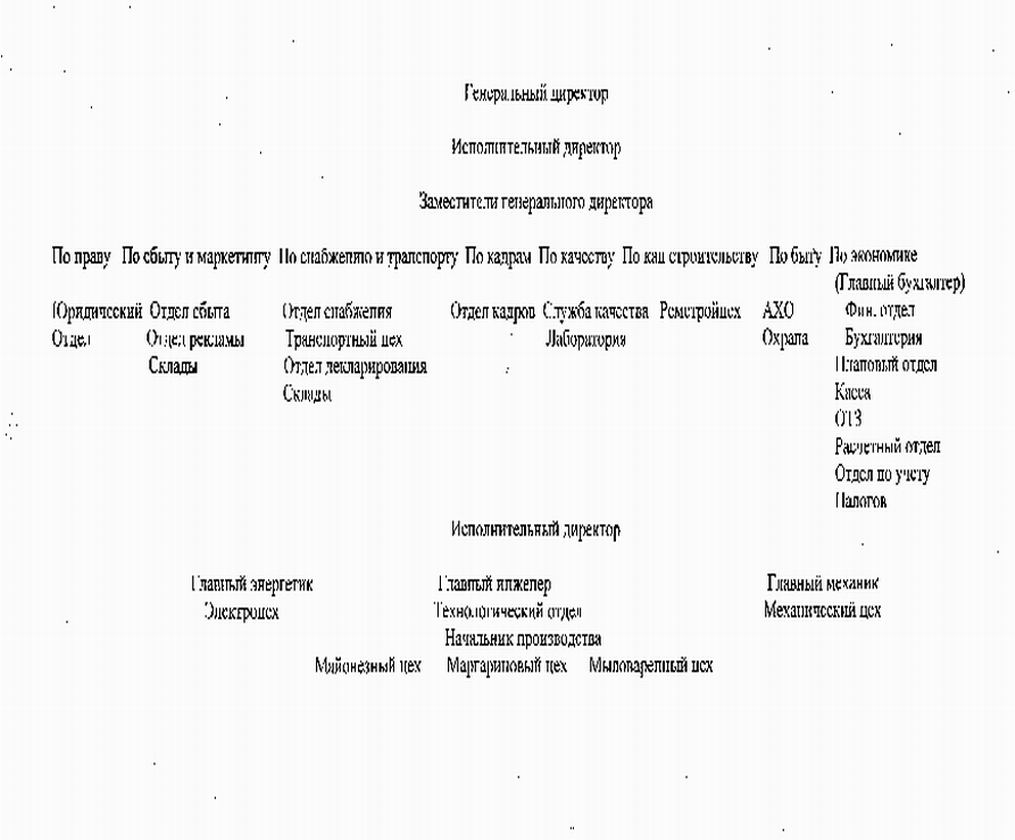 Генеральный директор
Исполнительный директор
Заместители генерального директора
По праву По сбыту и маркетингу По снабжению и транспорту По кадрам По качеству По кап строительству По быту По экономике
(Главный бухгалтер)
Юридический Отдел сбыта Отдел снабжения Отдел кадров Служба качества Ремстройцех АХО Фин. отдел
Отдел Отдел рекламы Транспортный цех Лаборатория Охрана Бухгалтерия
Склады Отдел декларирования Плановый отдел
Склады Касса
ОТЗ
Расчетный отдел
Отдел по учету
Налогов
Исполнительный директор
Главный энергетик Главный инженер Главный механик
Электроцех Технологический отдел Механический цех
Начальник производства
Майонезный цех Маргариновый цех Мыловаренный цех